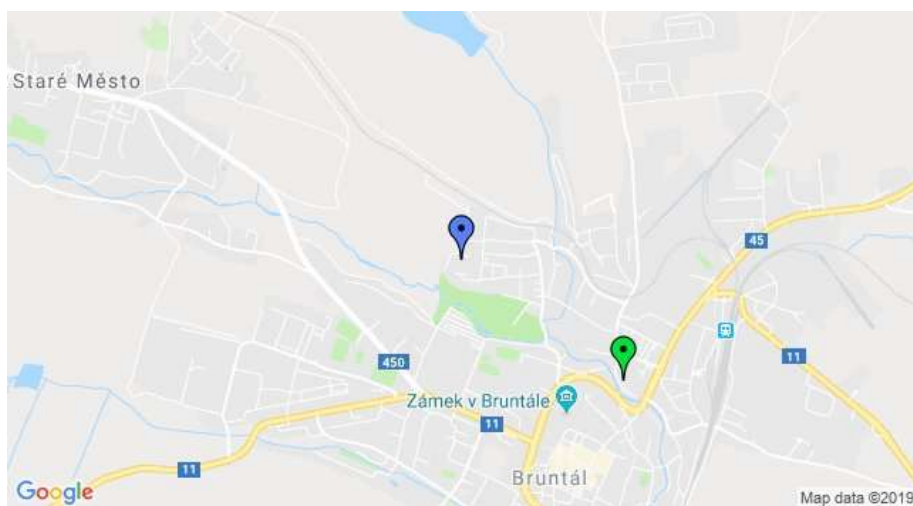 Staré Město
45
450
11
Zámek v Bruntále
11
11
Bruntál
Google
Map data ©2019